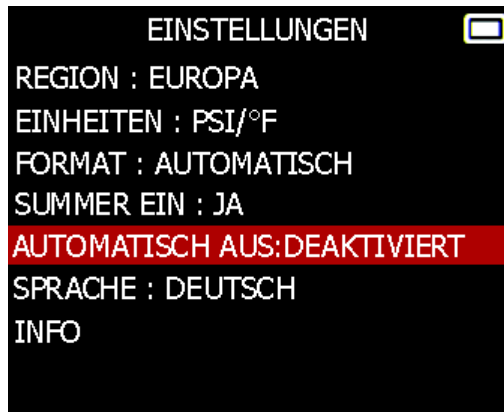 EINSTELLUNGEN
REGION : EUROPA
EINHEITEN : PSI/°F
FORMAT : AUTOMATISCH
SUMMER EIN : JA
AUTOMATISCH AUS:DEAKTIVIERT
SPRACHE : DEUTSCH
INFO